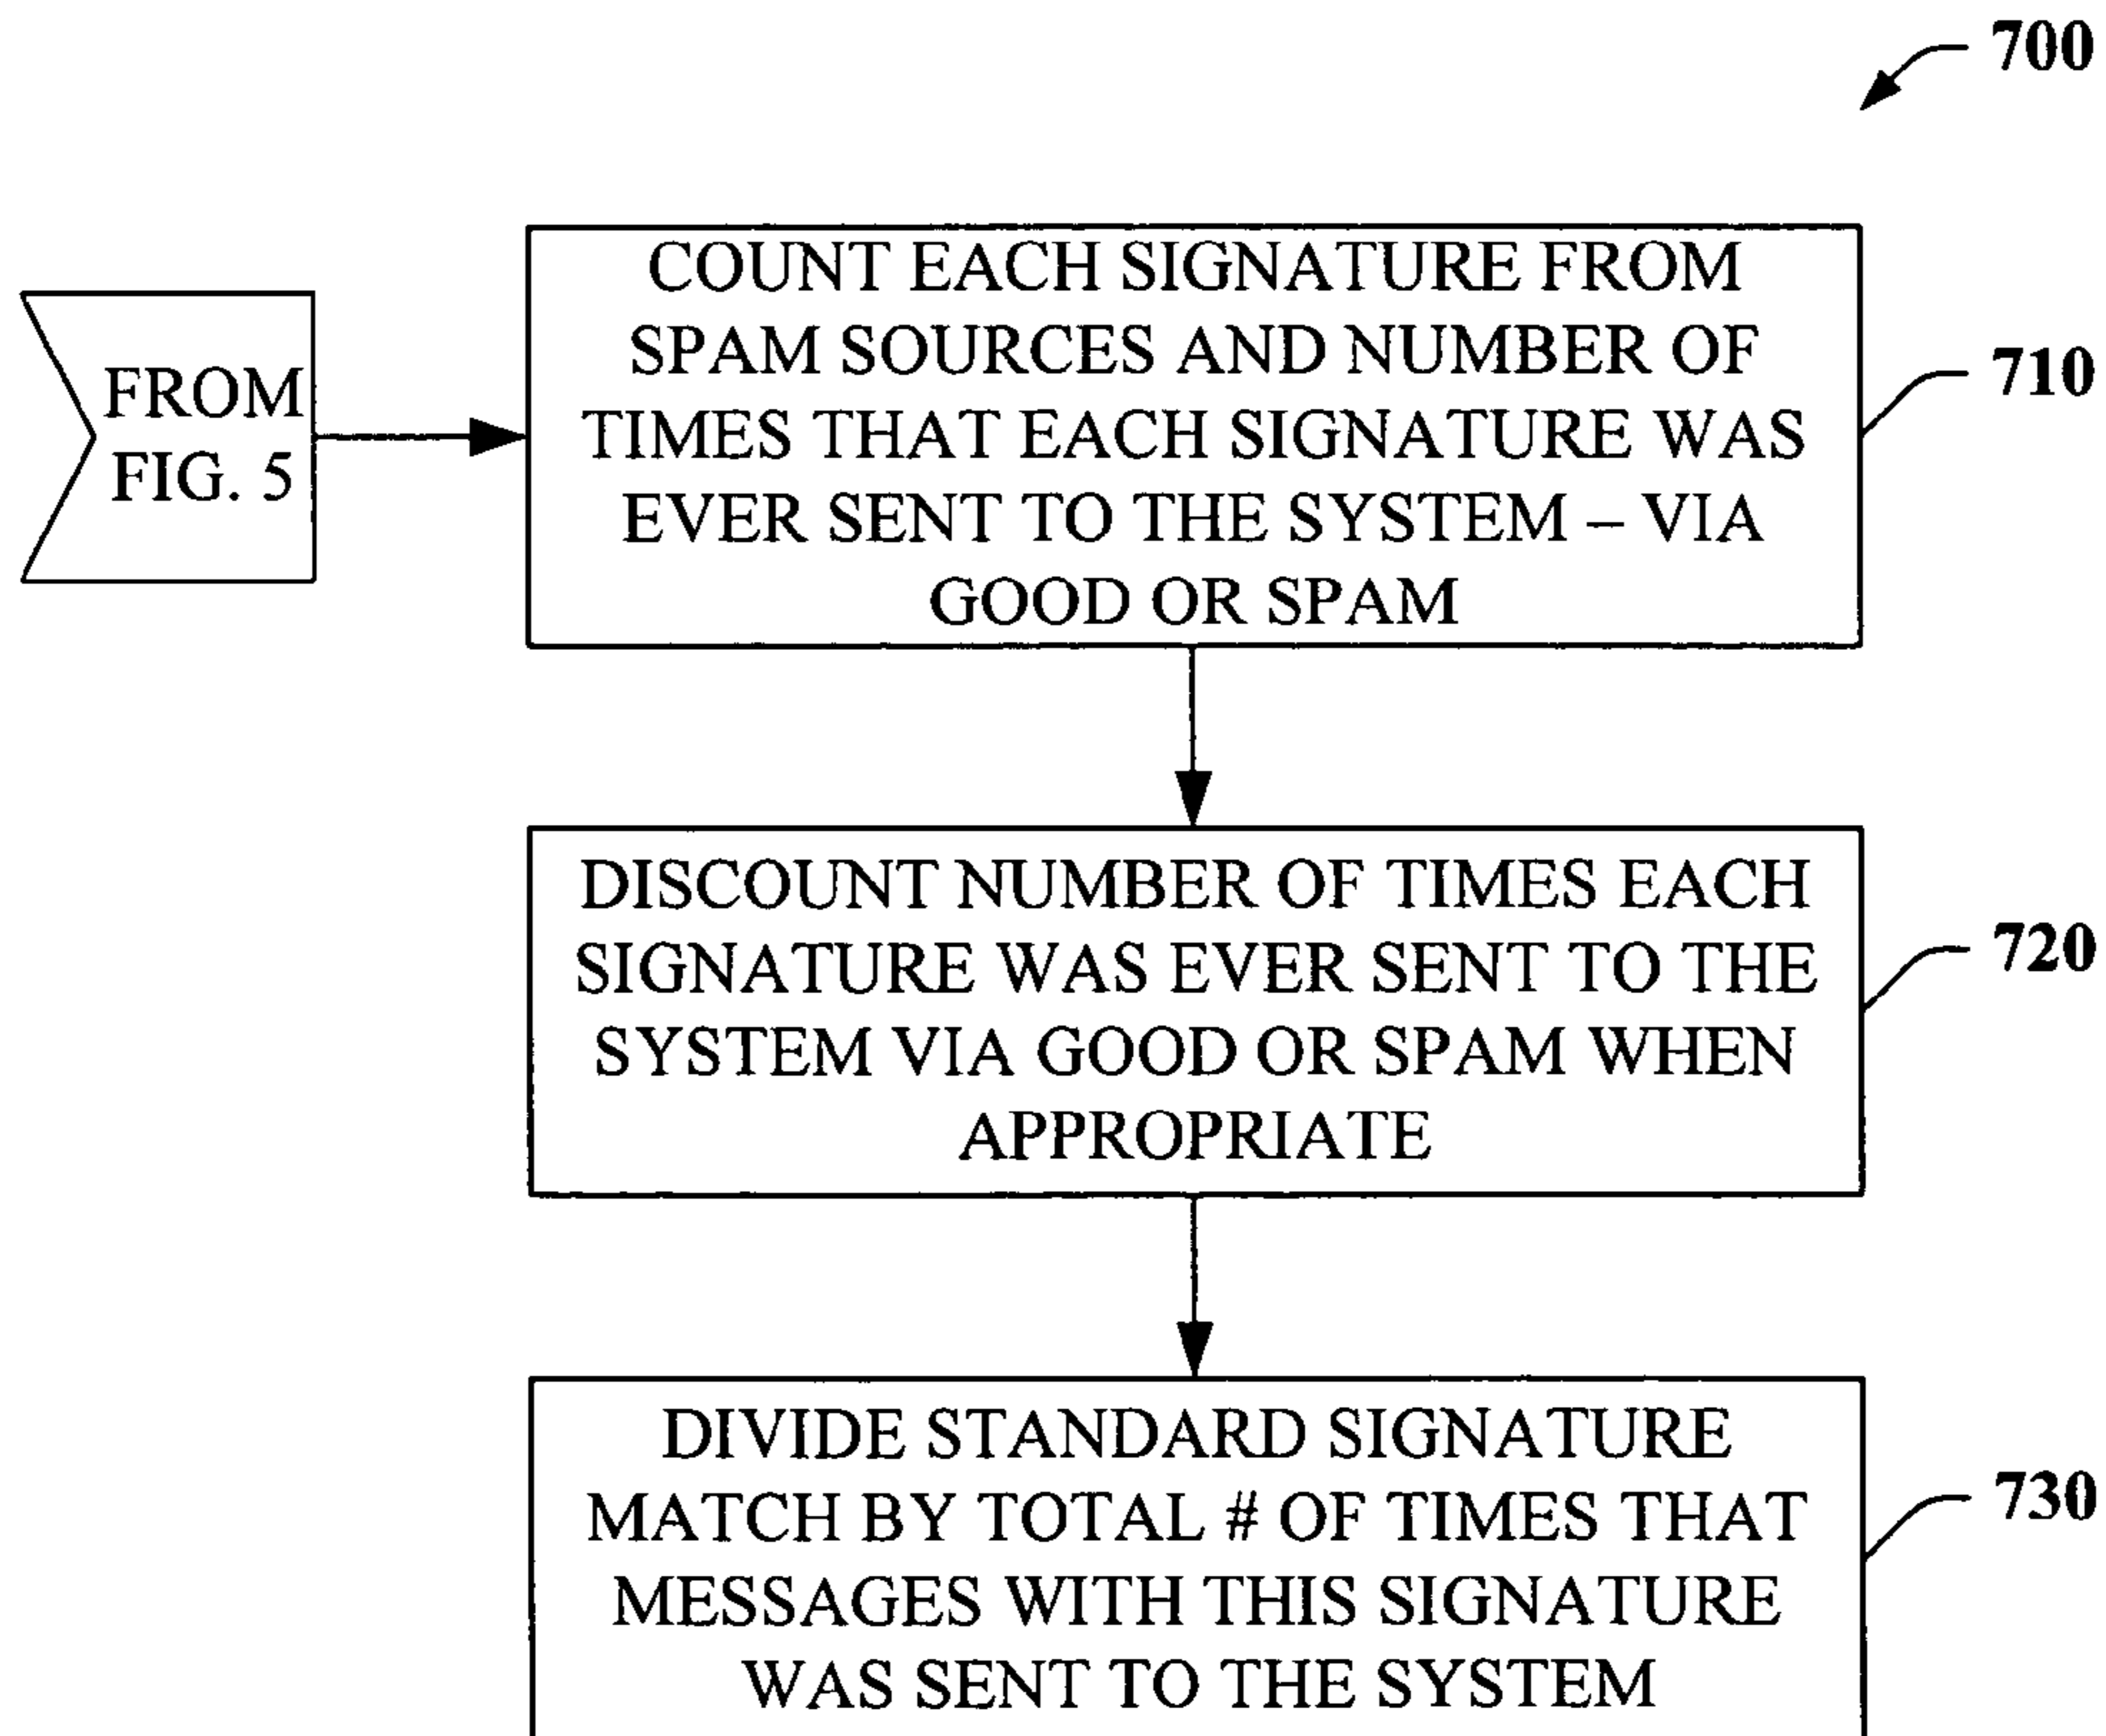 700
FROM
FIG. 5
COUNT EACH SIGNATURE FROM
SPAM SOURCES AND NUMBER OF
TIMES THAT EACH SIGNATURE WAS
EVER SENT TO THE SYSTEM – VIA
GOOD OR SPAM
710
DISCOUNT NUMBER OF TIMES EACH
SIGNATURE WAS EVER SENT TO THE
SYSTEM VIA GOOD OR SPAM WHEN
APPROPRIATE
720
DIVIDE STANDARD SIGNATURE
MATCH BY TOTAL # OF TIMES THAT
MESSAGES WITH THIS SIGNATURE
WAS SENT TO THE SYSTEM
730